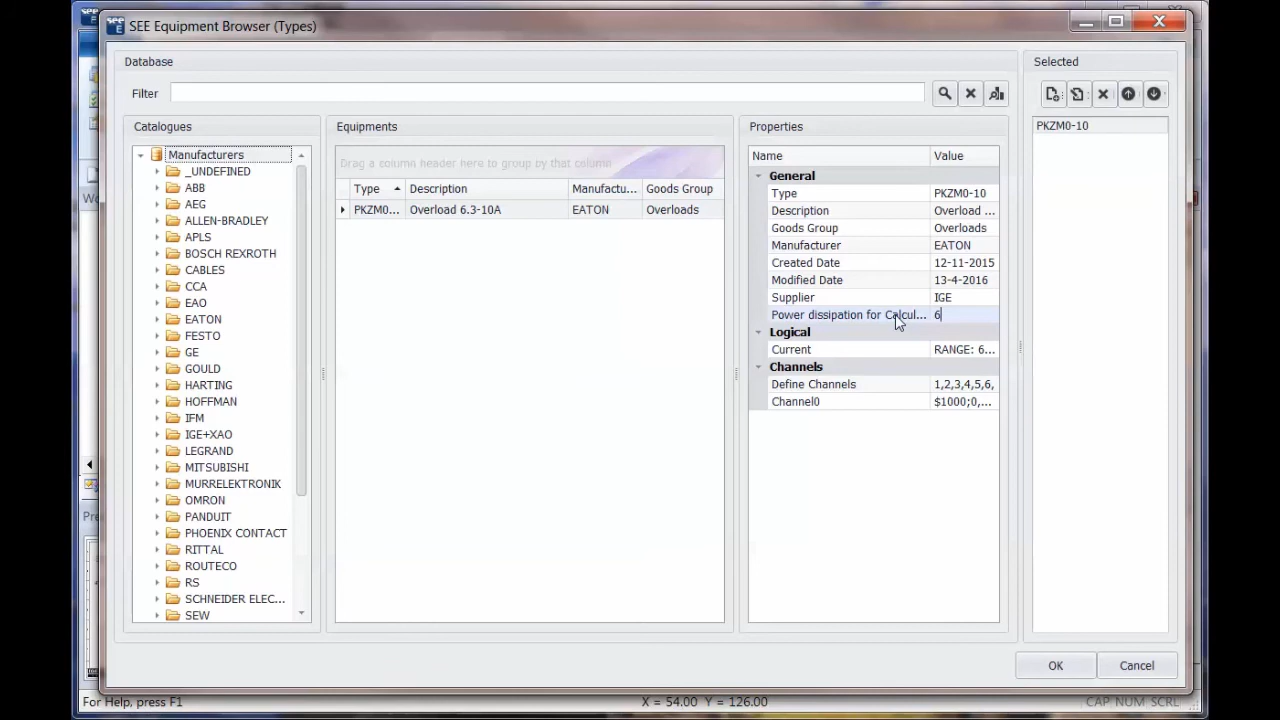 SEE Equipment Browser (Types)
Database
Selected
Filter
Catalogues
Equipments
Properties
PKZM0-10
Manufacturers
_UNDEFINED
ABB
AEG
ALLEN-BRADLEY
APLS
BOSCH REXROTH
CABLES
CCA
EAO
EATON
FESTO
GE
GOULD
HARTING
HOFFMAN
IFM
IGE+XAO
LEGRAND
MITSUBISHI
MURRELEKTRONIK
OMRON
PANDUIT
PHOENIX CONTACT
RITTAL
ROUTECO
RS
SCHNEIDER ELEC...
SEW
Drag a column header here to group by that column
Type Description Manufactu... Goods Group
PKZM0... Overload 6.3-10A EATON Overloads
Name Value
General
Type PKZM0-10
Description Overload ...
Goods Group Overloads
Manufacturer EATON
Created Date 12-11-2015
Modified Date 13-4-2016
Supplier IGE
Power dissipation for Calcul... 6
Logical
Current RANGE: 6...
Channels
Define Channels 1,2,3,4,5,6,
Channel0 $1000;0,...
OK Cancel
For Help, press F1 X = 54.00 Y = 126.00 CAP NUM SCRL